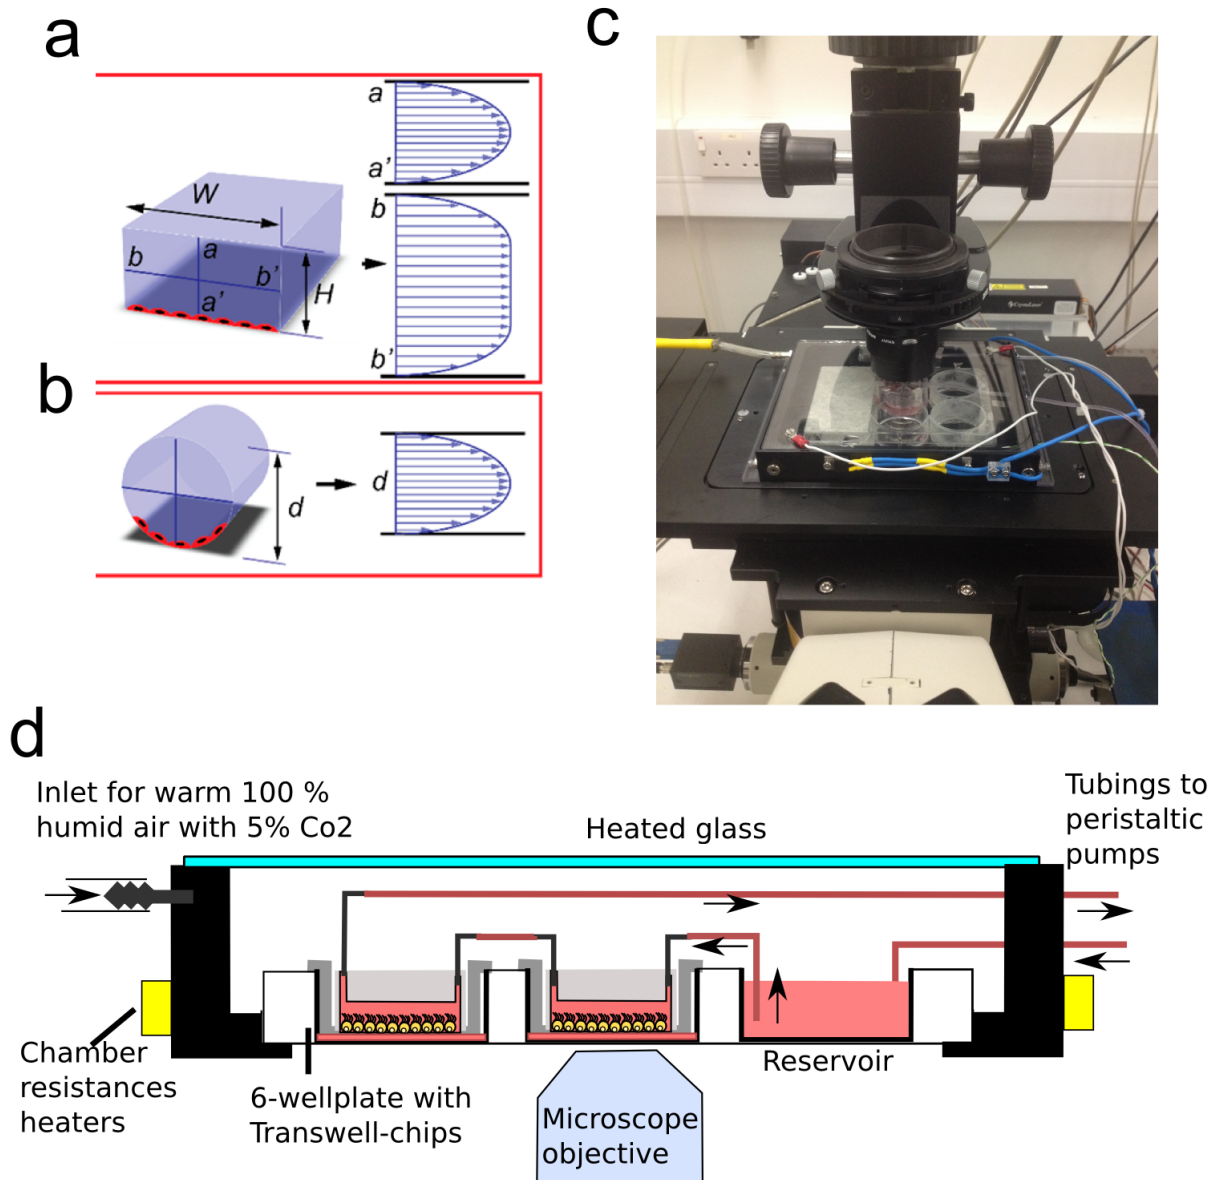 a
W
b
a
b'
a'
H
a
a'
b
b'
b
d
d
c
d
Inlet for warm 100 %
humid air with 5% Co2
Heated glass
Tubings to
peristaltic
pumps
Chamber
resistances
heaters
6-wellplate with
Transwell-chips
Microscope
objective
Reservoir